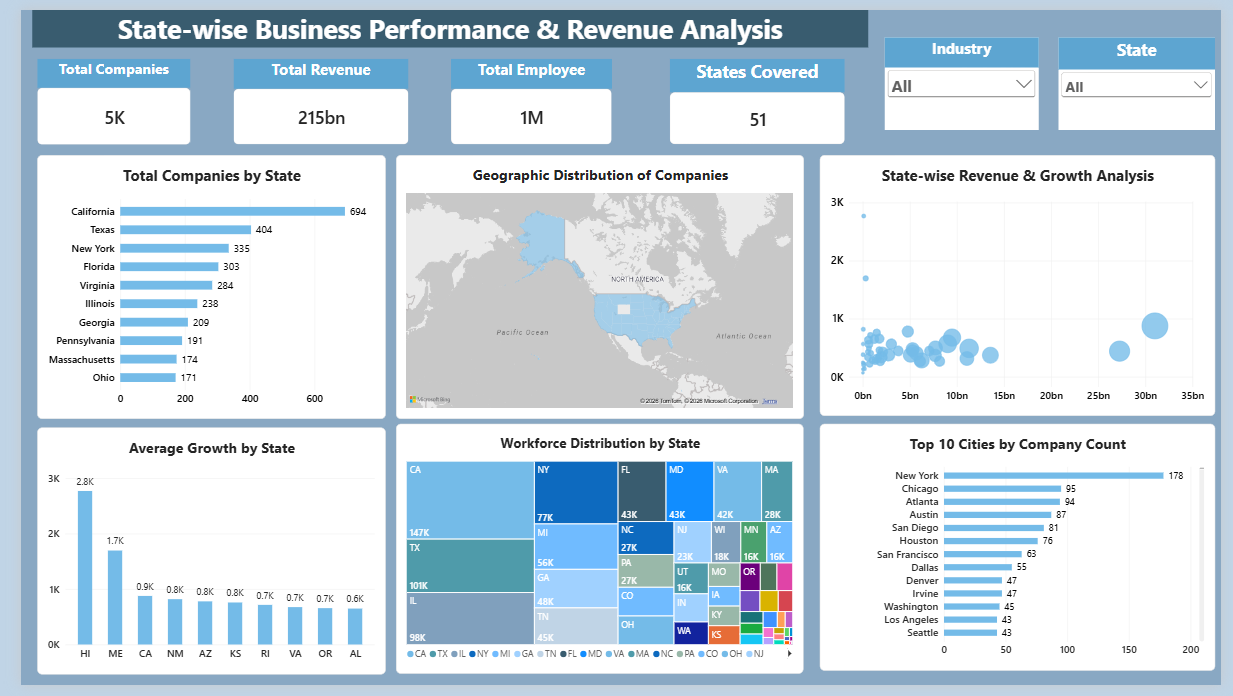 State-wise Business Performance & Revenue Analysis
Total Companies
5K
Total Revenue
215bn
Total Employee
1M
States Covered
51
Industry
All
State
All
Total Companies by State
California 694
Texas 404
New York 335
Florida 303
Virginia 284
Illinois 238
Georgia 209
Pennsylvania 191
Massachusetts 174
Ohio 171
0 200 400 600
Geographic Distribution of Companies
NORTH AMERICA
Pacific Ocean
Atlantic Ocean
Microsoft Bing
© 2026 TomTom, © 2026 Microsoft Corporation Terms
State-wise Revenue & Growth Analysis
3K
2K
1K
0K
0bn 5bn 10bn 15bn 20bn 25bn 30bn 35bn
Average Growth by State
3K
2K
1K
0K
2.8K 1.7K 0.9K 0.8K 0.8K 0.8K 0.7K 0.7K 0.7K 0.6K
HI ME CA NM AZ KS RI VA OR AL
Workforce Distribution by State
CA
147K
TX
101K
IL
98K
NY
77K
MI
56K
GA
48K
TN
45K
FL
43K
MD
43K
VA
42K
MA
28K
NC
27K
PA
27K
CO
OH
NJ
23K
WI
18K
MN
16K
AZ
16K
UT
16K
IN
WA
MO
IA
KY
KS
OR
CA TX IL NY MI GA TN FL MD VA MA NC PA CO OH NJ
Top 10 Cities by Company Count
New York 178
Chicago 95
Atlanta 94
Austin 87
San Diego 81
Houston 76
San Francisco 63
Dallas 55
Denver 47
Irvine 47
Washington 45
Los Angeles 43
Seattle 43
0 50 100 150 200